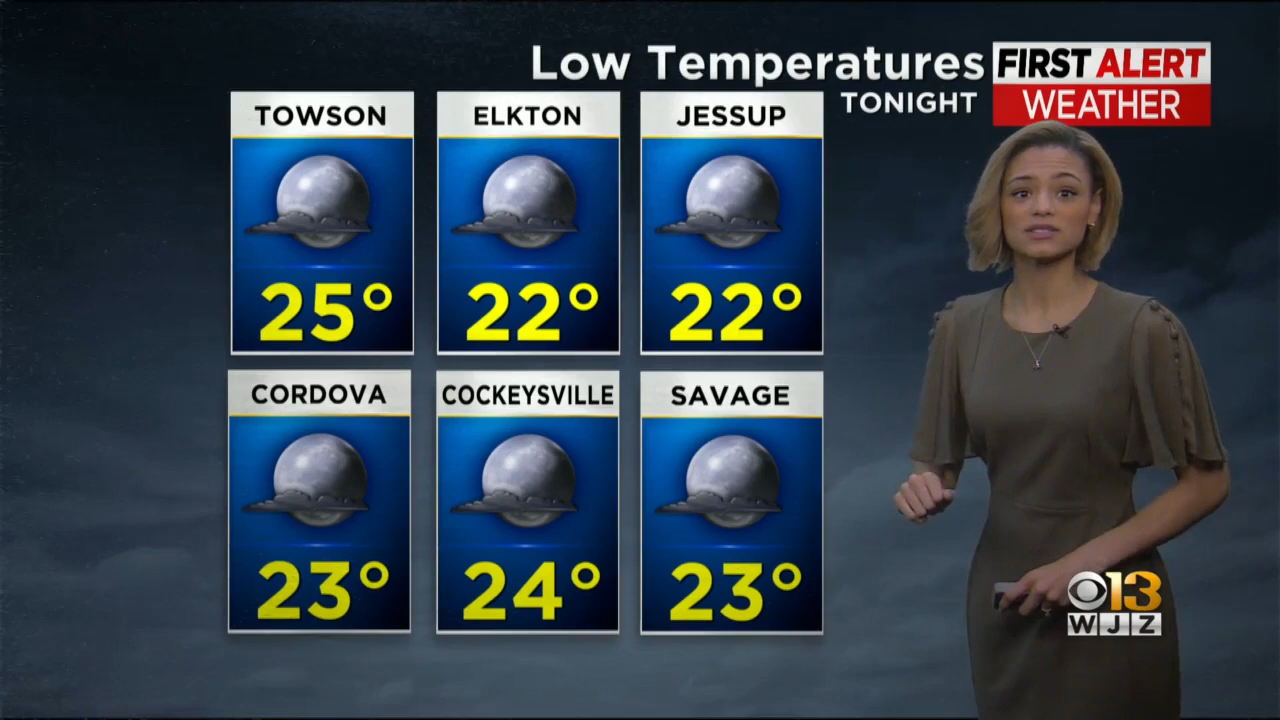 Low Temperatures
TONIGHT
FIRST ALERT
WEATHER
TOWSON
ELKTON
JESSUP
25°
22°
22°
CORDOVA
COCKEYSVILLE
SAVAGE
23°
24°
23°
13
WJZ